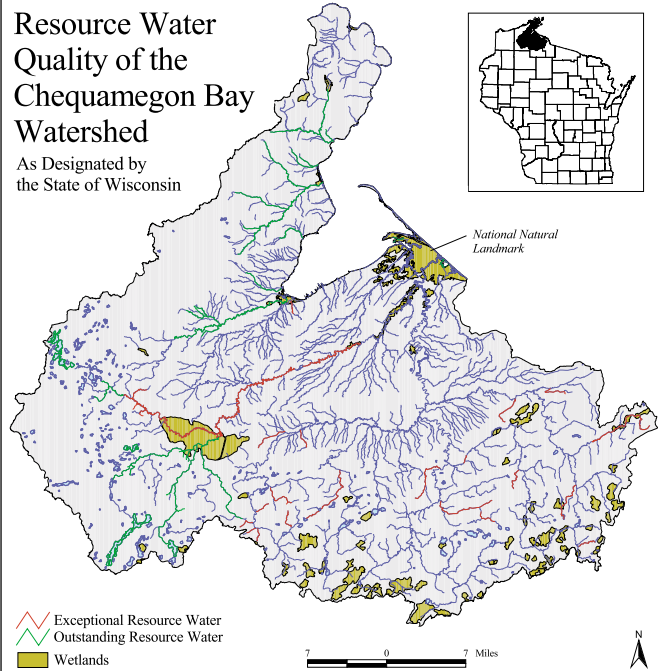 Resource Water
Quality of the
Chequamegon Bay
Watershed
As Designated by
the State of Wisconsin
National Natural
Landmark
Exceptional Resource Water
Outstanding Resource Water
Wetlands
7 0 7 Miles
N